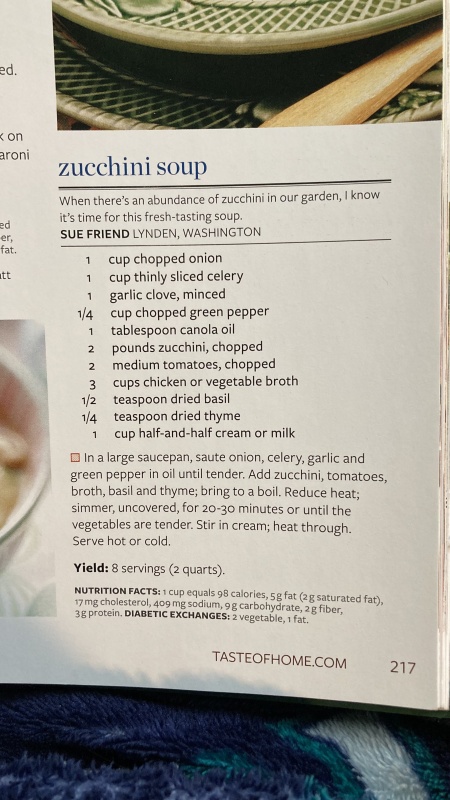 ed.
k on
aroni
ed
er,
fat.
tt
zucchini soup
When there's an abundance of zucchini in our garden, I know
it's time for this fresh-tasting soup.
SUE FRIEND LYNDEN, WASHINGTON
1 cup chopped onion
1 cup thinly sliced celery
1 garlic clove, minced
1/4 cup chopped green pepper
1 tablespoon canola oil
2 pounds zucchini, chopped
2 medium tomatoes, chopped
3 cups chicken or vegetable broth
1/2 teaspoon dried basil
1/4 teaspoon dried thyme
1 cup half-and-half cream or milk
In a large saucepan, saute onion, celery, garlic and
green pepper in oil until tender. Add zucchini, tomatoes,
broth, basil and thyme; bring to a boil. Reduce heat;
simmer, uncovered, for 20-30 minutes or until the
vegetables are tender. Stir in cream; heat through.
Serve hot or cold.
Yield: 8 servings (2 quarts).
NUTRITION FACTS: 1 cup equals 98 calories, 5 g fat (2 g saturated fat),
17 mg cholesterol, 409 mg sodium, 9 g carbohydrate, 2 g fiber,
3 g protein. DIABETIC EXCHANGES: 2 vegetable, 1 fat.
TASTEOFHOME.COM 217